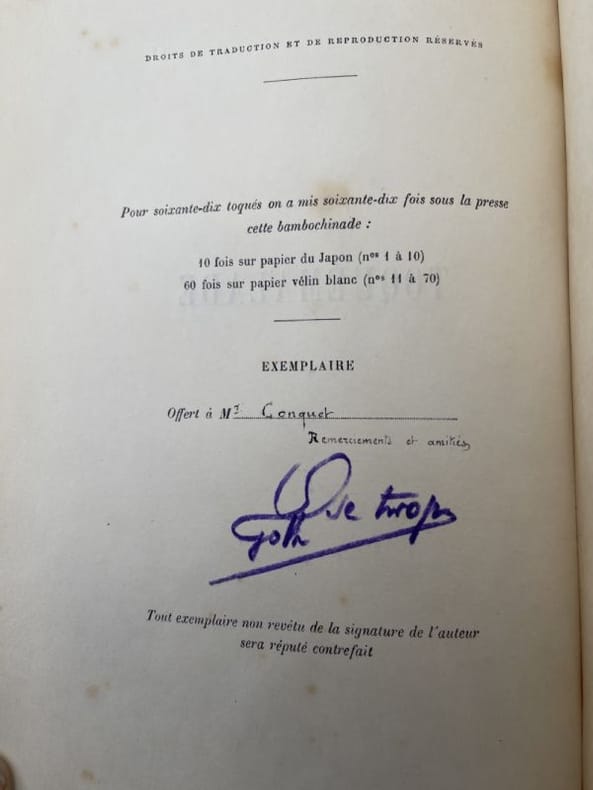 DROITS DE TRADUCTION ET DE REPRODUCTION RÉSERVÉS
Pour soixante-dix toqués on a mis soixante-dix fois sous la presse
cette bambochinade :
10 fois sur papier du Japon (nos 1 à 10)
60 fois sur papier vélin blanc (nos 11 à 70)
EXEMPLAIRE
Offert à Mr Conquet
Remerciements et amitiés
de trop
Tout exemplaire non revêtu de la signature de l'auteur
sera réputé contrefait